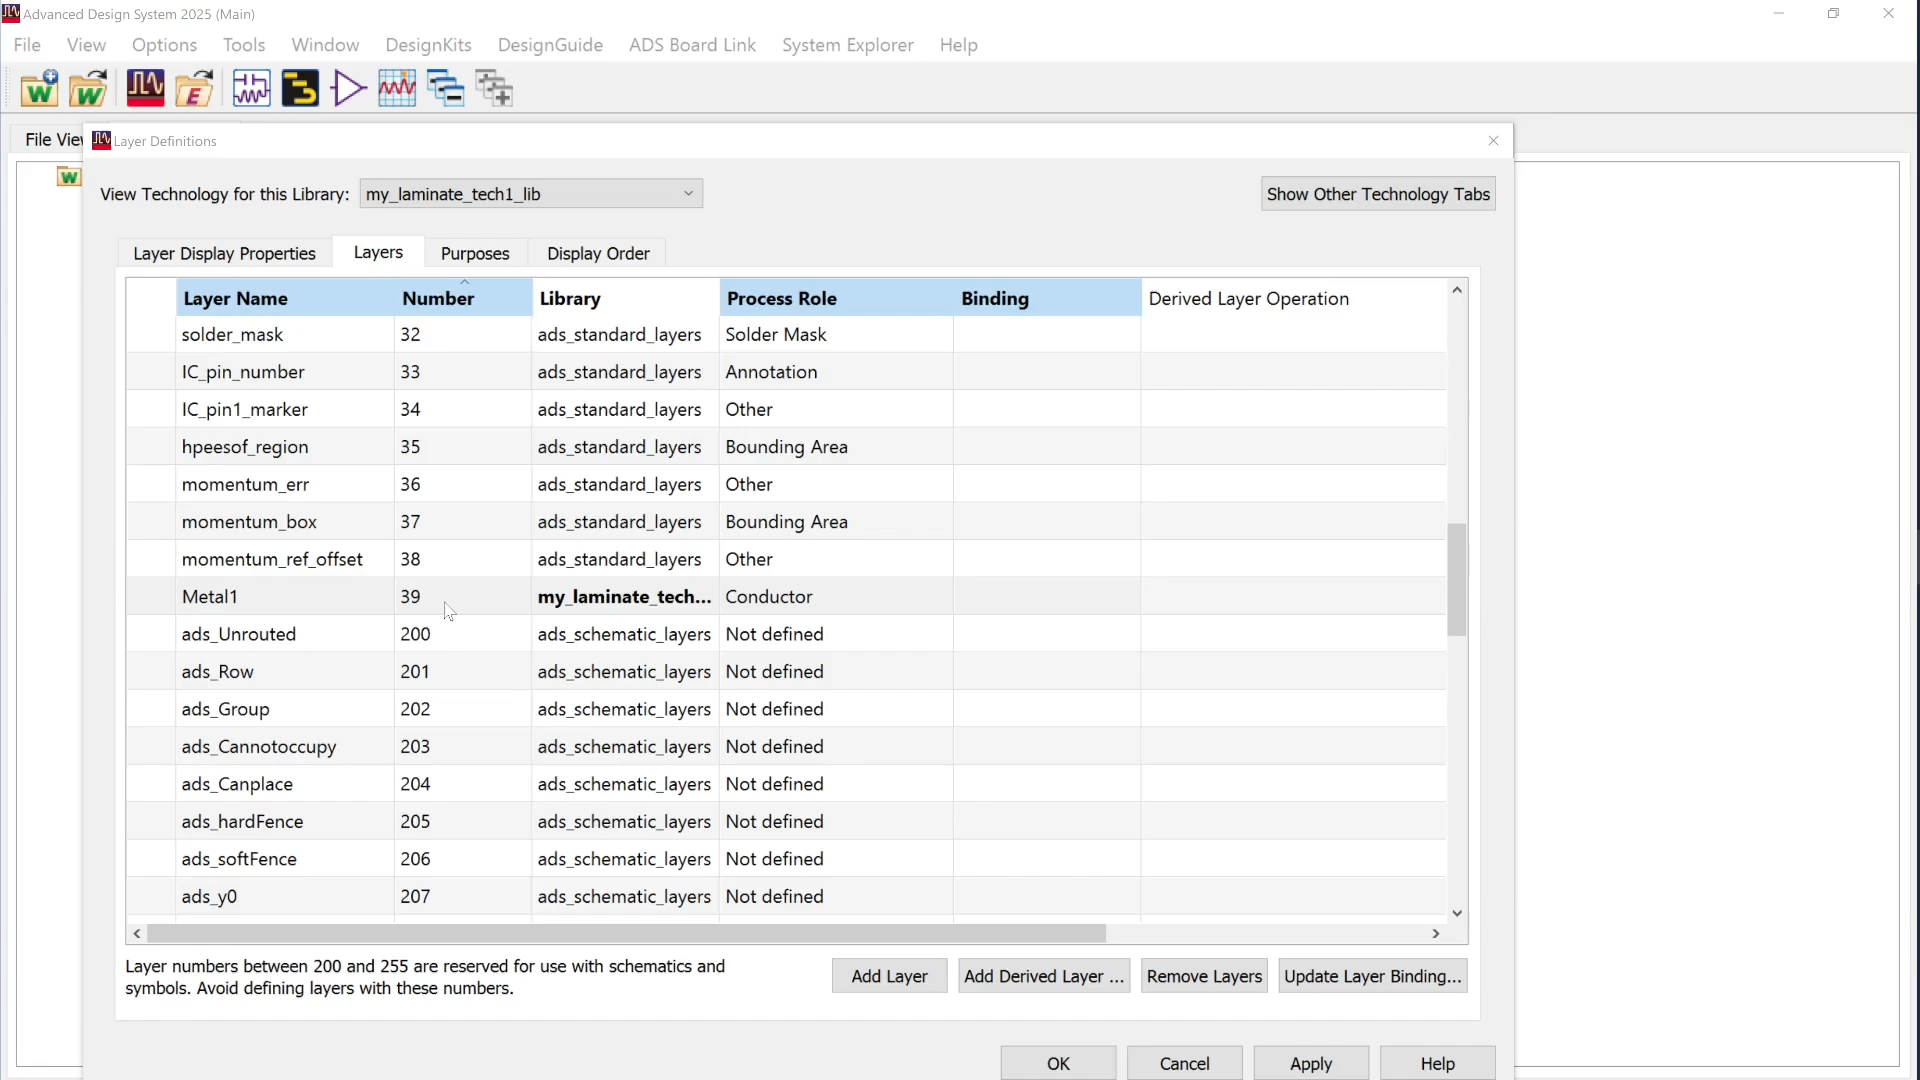 Advanced Design System 2025 (Main)
File View Options Tools Window DesignKits DesignGuide ADS Board Link System Explorer Help
File Vie
Layer Definitions
View Technology for this Library: my_laminate_tech1_lib Show Other Technology Tabs
Layer Display Properties Layers Purposes Display Order
Layer Name Number Library Process Role Binding Derived Layer Operation
solder_mask 32 ads_standard_layers Solder Mask
IC_pin_number 33 ads_standard_layers Annotation
IC_pin1_marker 34 ads_standard_layers Other
hpeesof_region 35 ads_standard_layers Bounding Area
momentum_err 36 ads_standard_layers Other
momentum_box 37 ads_standard_layers Bounding Area
momentum_ref_offset 38 ads_standard_layers Other
Metal1 39 my_laminate_tech... Conductor
ads_Unrouted 200 ads_schematic_layers Not defined
ads_Row 201 ads_schematic_layers Not defined
ads_Group 202 ads_schematic_layers Not defined
ads_Cannotoccupy 203 ads_schematic_layers Not defined
ads_Canplace 204 ads_schematic_layers Not defined
ads_hardFence 205 ads_schematic_layers Not defined
ads_softFence 206 ads_schematic_layers Not defined
ads_y0 207 ads_schematic_layers Not defined
Layer numbers between 200 and 255 are reserved for use with schematics and
symbols. Avoid defining layers with these numbers.
Add Layer Add Derived Layer ... Remove Layers Update Layer Binding...
OK Cancel Apply Help